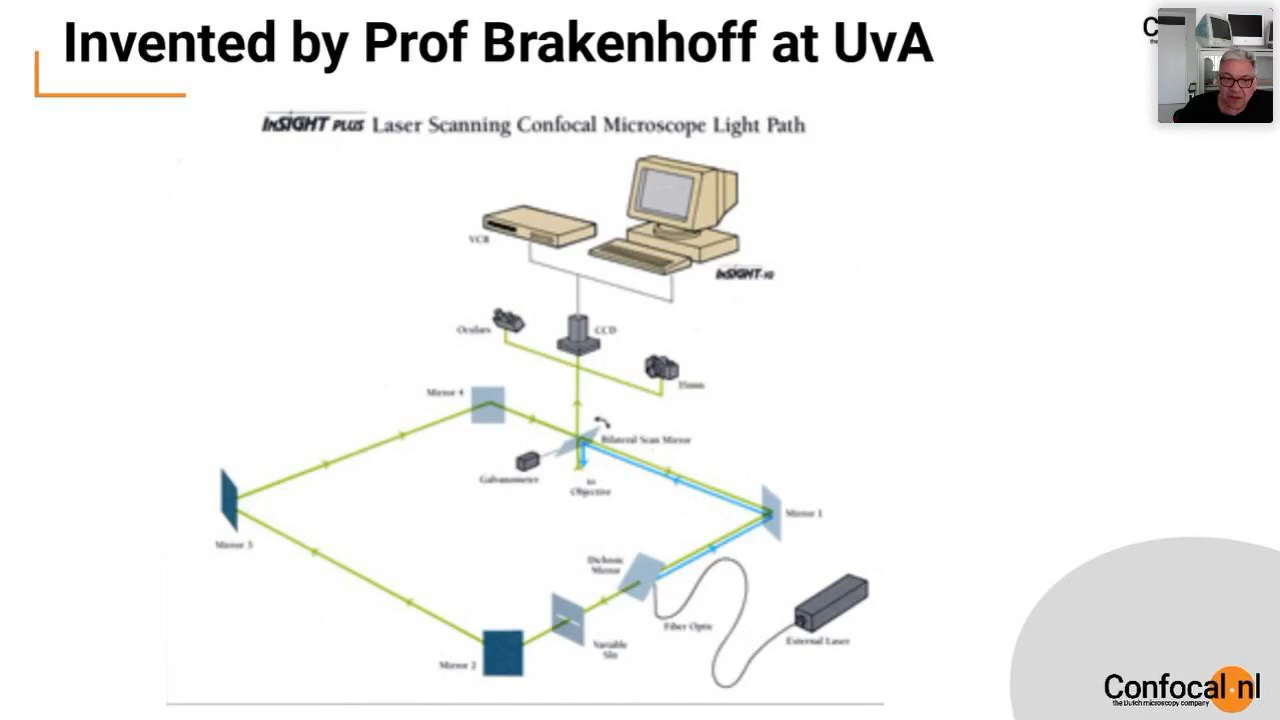 Invented by Prof Brakenhoff at UvA
C
InSIGHT PLUS Laser Scanning Confocal Microscope Light Path
VCR
InSIGHT-IQ
Oculars
CCD
35mm
Mirror 4
Bilateral Scan Mirror
Galvanometer
to
Objective
Mirror 1
Mirror 3
Dichroic
Mirror
Fiber Optic
External Laser
Variable
Slit
Mirror 2
Confocal.nl
the Dutch microscopy company